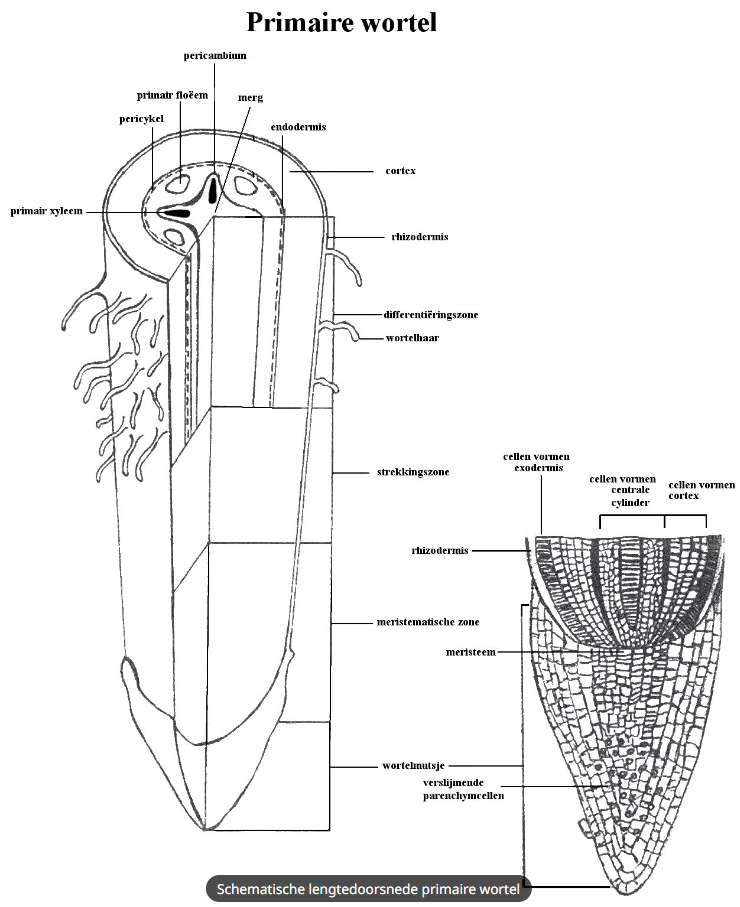 Primaire wortel
pericambium
primair floëem
merg
pericykel
endodermis
cortex
primair xyleem
rhizodermis
differentiëringszone
wortelhaar
cellen vormen
exodermis
cellen vormen
centrale
cylinder
cellen vormen
cortex
strekkingszone
rhizodermis
meristematische zone
meristeem
wortelmutsje
verslijmende
parenchymcellen
Schematische lengtedoorsnede primaire wortel